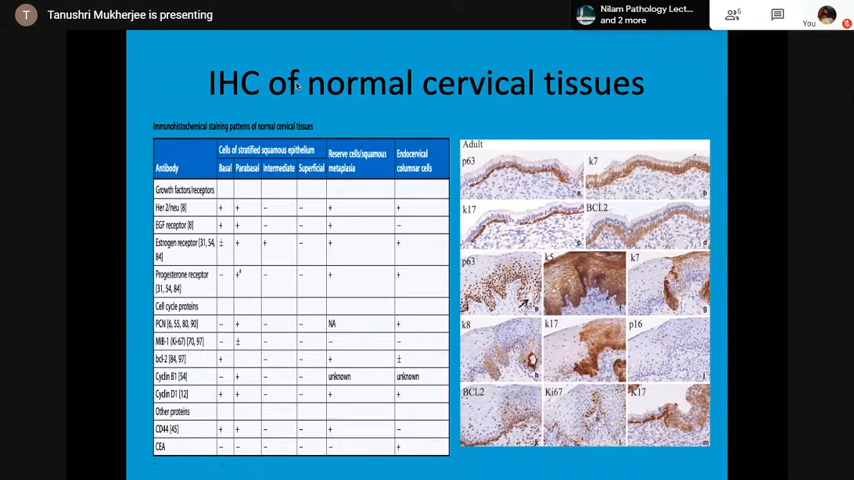 T Tanushri Mukherjee is presenting
Nilam Pathology Lect...
and 2 more
6
You
IHC of normal cervical tissues
Immunohistochemical staining patterns of normal cervical tissues
Antibody Cells of stratified squamous epithelium Reserve cells/squamous metaplasia Endocervical columnar cells
Basal Parabasal Intermediate Superficial
Growth factors/receptors
Her 2/neu [8] + + – – + +
EGF receptor [8] + + – – + –
Estrogen receptor [31, 54, 84] ± + + – + +
Progesterone receptor [31, 54, 84] – +a – – + +
Cell cycle proteins
PCN [6, 55, 80, 90] – + – – NA +
MIB-1 (Ki-67) [70, 97] – ± – – – –
bcl-2 [84, 97] + – – + ±
Cyclin B1 [54] – + – – unknown unknown
Cyclin D1 [12] + + – – + +
Other proteins
CD44 [45] + + – – + –
CEA – – – – – +
Adult
p63 a
k7 b
k17 c
BCL2 d
p63 e
k5 f
k7 g
k8 h
k17 i
p16 j
BCL2 k
Ki67 l
K17 m